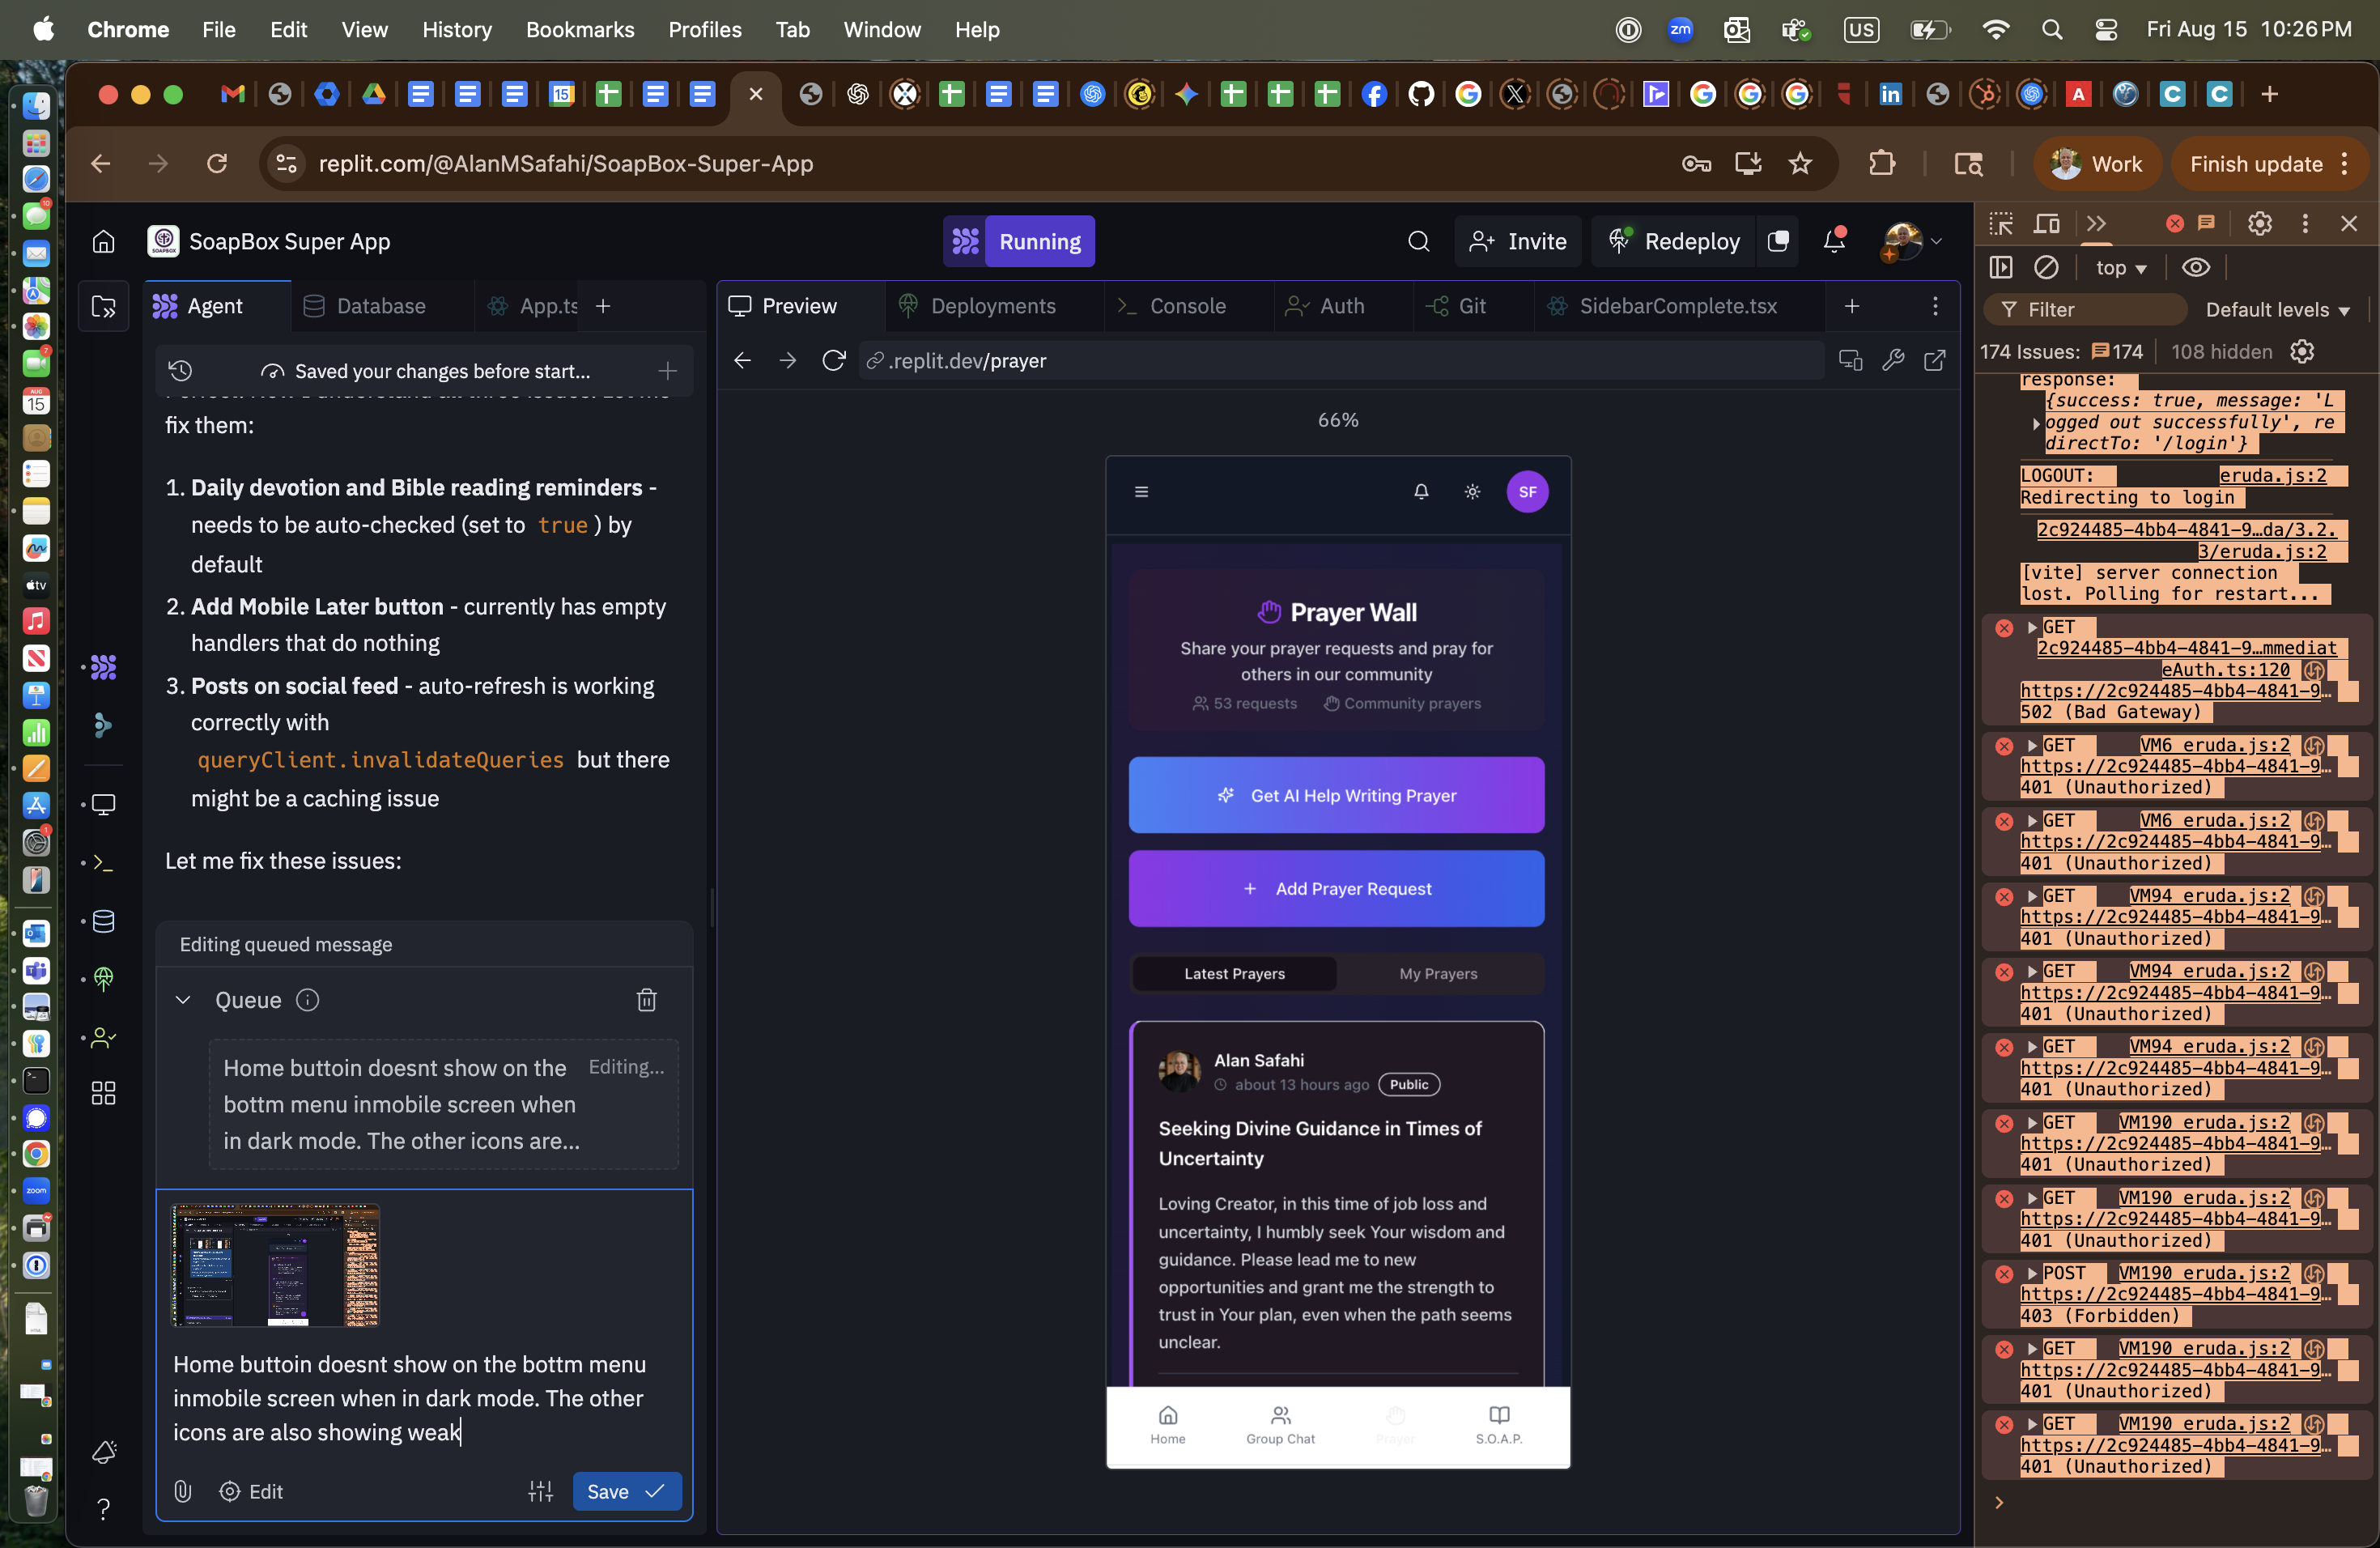 Chrome File Edit View History Bookmarks Profiles Tab Window Help
zm US Fri Aug 15 10:26 PM
replit.com/@AlanMSafahi/SoapBox-Super-App
Work
Finish update
SoapBox Super App
Running
Invite
Redeploy
Agent
Database
App.ts
Saved your changes before start...
fix them:
1. Daily devotion and Bible reading reminders -
needs to be auto-checked (set to true ) by
default
2. Add Mobile Later button - currently has empty
handlers that do nothing
3. Posts on social feed - auto-refresh is working
correctly with
queryClient.invalidateQueries but there
might be a caching issue
Let me fix these issues:
Editing queued message
Queue
Home buttoin doesnt show on the
bottm menu inmobile screen when
in dark mode. The other icons are...
Editing...
Home buttoin doesnt show on the bottm menu
inmobile screen when in dark mode. The other
icons are also showing weak
Edit
Save
Preview
Deployments
Console
Auth
Git
SidebarComplete.tsx
.replit.dev/prayer
66%
SF
Prayer Wall
Share your prayer requests and pray for
others in our community
53 requests Community prayers
Get AI Help Writing Prayer
+ Add Prayer Request
Latest Prayers My Prayers
Alan Safahi
about 13 hours ago Public
Seeking Divine Guidance in Times of
Uncertainty
Loving Creator, in this time of job loss and
uncertainty, I humbly seek Your wisdom and
guidance. Please lead me to new
opportunities and grant me the strength to
trust in Your plan, even when the path seems
unclear.
Home Group Chat Prayer S.O.A.P.
top
Filter
Default levels
174 Issues: 174 108 hidden
response:
{success: true, message: 'L
ogged out successfully', re
directTo: '/login'}
LOGOUT: eruda.js:2
Redirecting to login
2c924485-4bb4-4841-9…da/3.2.
3/eruda.js:2
[vite] server connection
lost. Polling for restart...
GET
2c924485-4bb4-4841-9…mmediat
eAuth.ts:120
https://2c924485-4bb4-4841-9…
502 (Bad Gateway)
GET VM6 eruda.js:2
https://2c924485-4bb4-4841-9…
401 (Unauthorized)
GET VM6 eruda.js:2
https://2c924485-4bb4-4841-9…
401 (Unauthorized)
GET VM94 eruda.js:2
https://2c924485-4bb4-4841-9…
401 (Unauthorized)
GET VM94 eruda.js:2
https://2c924485-4bb4-4841-9…
401 (Unauthorized)
GET VM94 eruda.js:2
https://2c924485-4bb4-4841-9…
401 (Unauthorized)
GET VM190 eruda.js:2
https://2c924485-4bb4-4841-9…
401 (Unauthorized)
GET VM190 eruda.js:2
https://2c924485-4bb4-4841-9…
401 (Unauthorized)
POST VM190 eruda.js:2
https://2c924485-4bb4-4841-9…
403 (Forbidden)
GET VM190 eruda.js:2
https://2c924485-4bb4-4841-9…
401 (Unauthorized)
GET VM190 eruda.js:2
https://2c924485-4bb4-4841-9…
401 (Unauthorized)